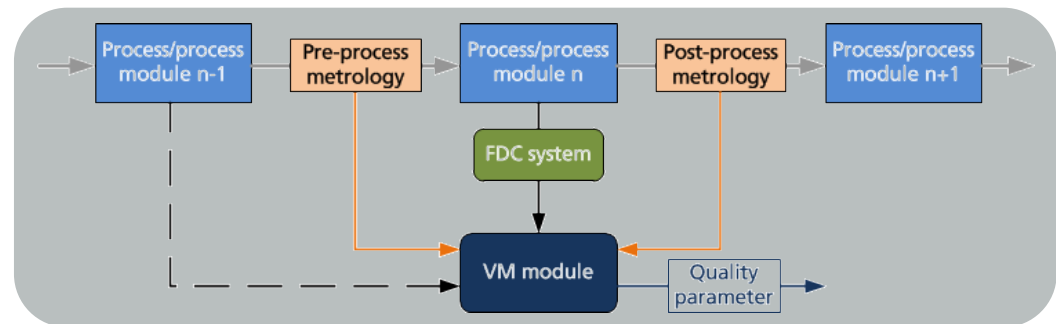 Process/process
module n-1
Pre-process
metrology
Process/process
module n
Post-process
metrology
Process/process
module n+1
FDC system
VM module
Quality
parameter